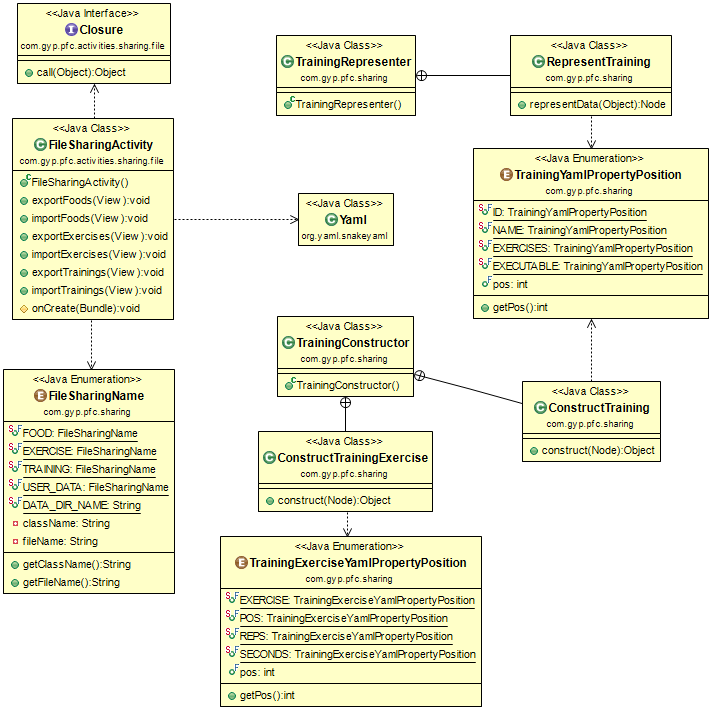 <<Java Interface>>
Closure
com.gyp.pfc.activities.sharing.file
call(Object):Object
<<Java Class>>
FileSharingActivity
com.gyp.pfc.activities.sharing.file
FileSharingActivity()
exportFoods(View):void
importFoods(View):void
exportExercises(View):void
importExercises(View):void
exportTrainings(View):void
importTrainings(View):void
onCreate(Bundle):void
<<Java Enumeration>>
FileSharingName
com.gyp.pfc.sharing
FOOD: FileSharingName
EXERCISE: FileSharingName
TRAINING: FileSharingName
USER_DATA: FileSharingName
DATA_DIR_NAME: String
className: String
fileName: String
getClassName():String
getFileName():String
<<Java Class>>
TrainingRepresenter
com.gyp.pfc.sharing
TrainingRepresenter()
<<Java Class>>
RepresentTraining
com.gyp.pfc.sharing
representData(Object):Node
<<Java Enumeration>>
TrainingYamlPropertyPosition
com.gyp.pfc.sharing
ID: TrainingYamlPropertyPosition
NAME: TrainingYamlPropertyPosition
EXERCISES: TrainingYamlPropertyPosition
EXECUTABLE: TrainingYamlPropertyPosition
pos: int
getPos():int
<<Java Class>>
Yaml
org.yaml.snakeyaml
<<Java Class>>
TrainingConstructor
com.gyp.pfc.sharing
TrainingConstructor()
<<Java Class>>
ConstructTraining
com.gyp.pfc.sharing
construct(Node):Object
<<Java Class>>
ConstructTrainingExercise
com.gyp.pfc.sharing
construct(Node):Object
<<Java Enumeration>>
TrainingExerciseYamlPropertyPosition
com.gyp.pfc.sharing
EXERCISE: TrainingExerciseYamlPropertyPosition
POS: TrainingExerciseYamlPropertyPosition
REPS: TrainingExerciseYamlPropertyPosition
SECONDS: TrainingExerciseYamlPropertyPosition
pos: int
getPos():int